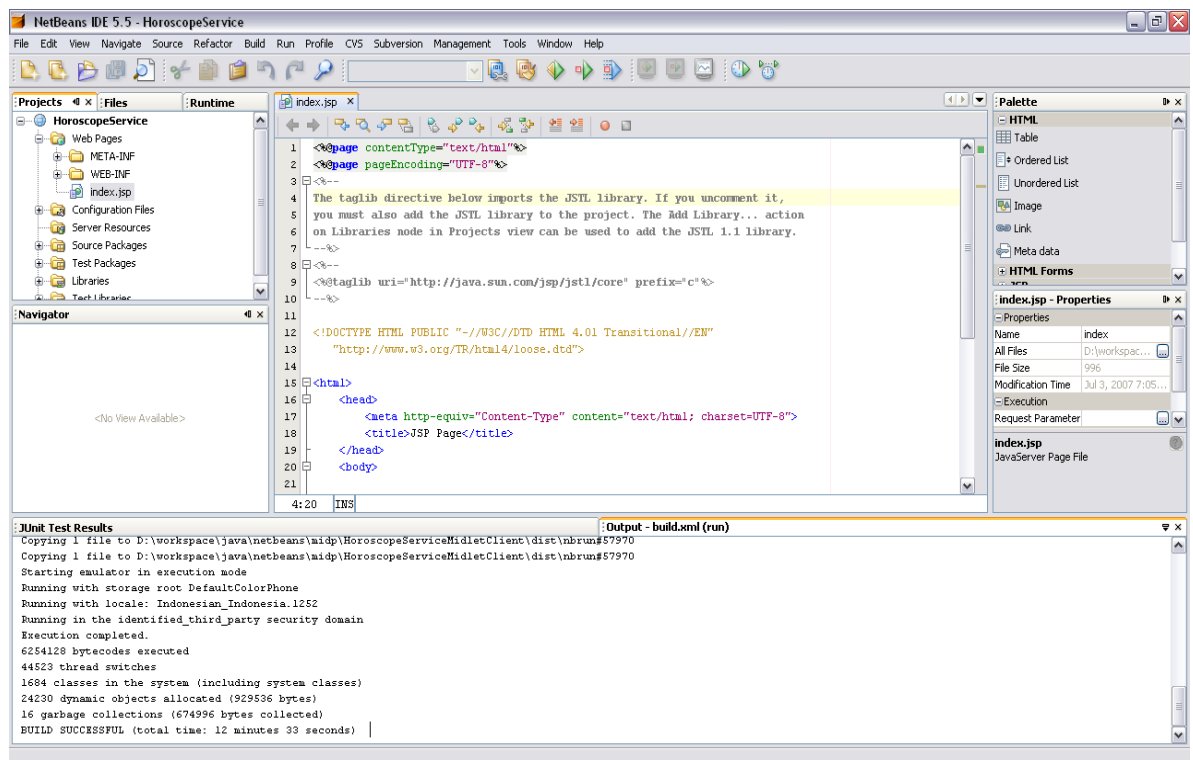 NetBeans IDE 5.5 - HoroscopeService
File Edit View Navigate Source Refactor Build Run Profile CVS Subversion Management Tools Window Help
Projects Files Runtime
HoroscopeService
Web Pages
META-INF
WEB-INF
index.jsp
Configuration Files
Server Resources
Source Packages
Test Packages
Libraries
Test Libraries
Navigator
<No View Available>
index.jsp
1 <%@page contentType="text/html"%>
2 <%@page pageEncoding="UTF-8"%>
3 <%--
4 The taglib directive below imports the JSTL library. If you uncomment it,
5 you must also add the JSTL library to the project. The Add Library... action
6 on Libraries node in Projects view can be used to add the JSTL 1.1 library.
7 --%>
8 <%--
9 <%@taglib uri="http://java.sun.com/jsp/jstl/core" prefix="c"%>
10 --%>
11
12 <!DOCTYPE HTML PUBLIC "-//W3C//DTD HTML 4.01 Transitional//EN"
13 "http://www.w3.org/TR/html4/loose.dtd">
14
15 <html>
16 <head>
17 <meta http-equiv="Content-Type" content="text/html; charset=UTF-8">
18 <title>JSP Page</title>
19 </head>
20 <body>
21
4:20 INS
Palette
HTML
Table
Ordered List
Unordered List
Image
Link
Meta data
HTML Forms
JSP
index.jsp - Properties
Properties
Name index
All Files D:\workspac... ...
File Size 996
Modification Time Jul 3, 2007 7:05...
Execution
Request Parameter ...
index.jsp
JavaServer Page File
JUnit Test Results
Output - build.xml (run)
Copying 1 file to D:\workspace\java\netbeans\midp\HoroscopeServiceMidletClient\dist\nbrun#57970
Copying 1 file to D:\workspace\java\netbeans\midp\HoroscopeServiceMidletClient\dist\nbrun#57970
Starting emulator in execution mode
Running with storage root DefaultColorPhone
Running with locale: Indonesian_Indonesia.1252
Running in the identified_third_party security domain
Execution completed.
6254128 bytecodes executed
44523 thread switches
1684 classes in the system (including system classes)
24230 dynamic objects allocated (929536 bytes)
16 garbage collections (674996 bytes collected)
BUILD SUCCESSFUL (total time: 12 minutes 33 seconds)